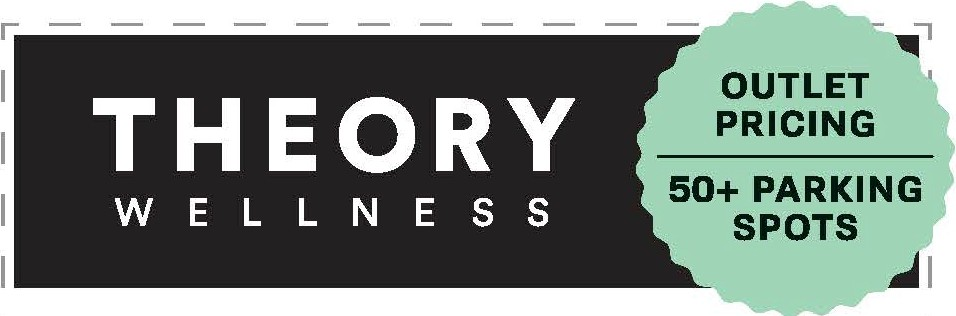 THEORY
WELLNESS
OUTLET
PRICING
50+ PARKING
SPOTS